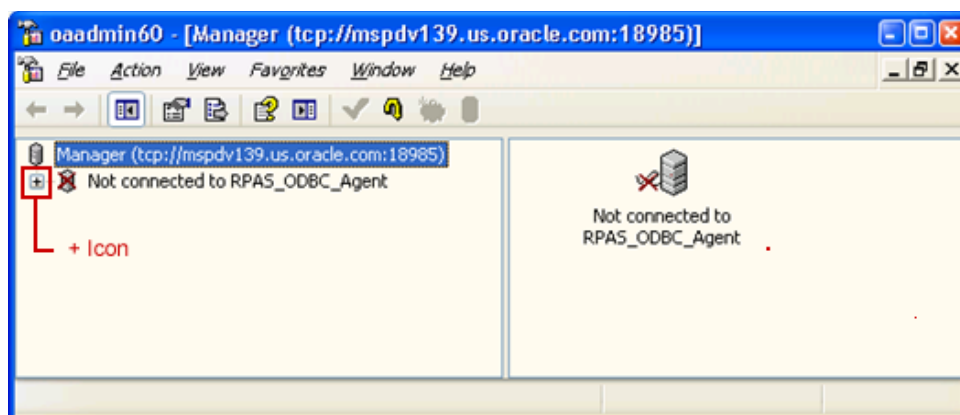 oaadmin60 - [Manager (tcp://mspdv139.us.oracle.com:18985)]
File Action View Favorites Window Help
Manager (tcp://mspdv139.us.oracle.com:18985)
Not connected to RPAS_ODBC_Agent
+ Icon
Not connected to
RPAS_ODBC_Agent